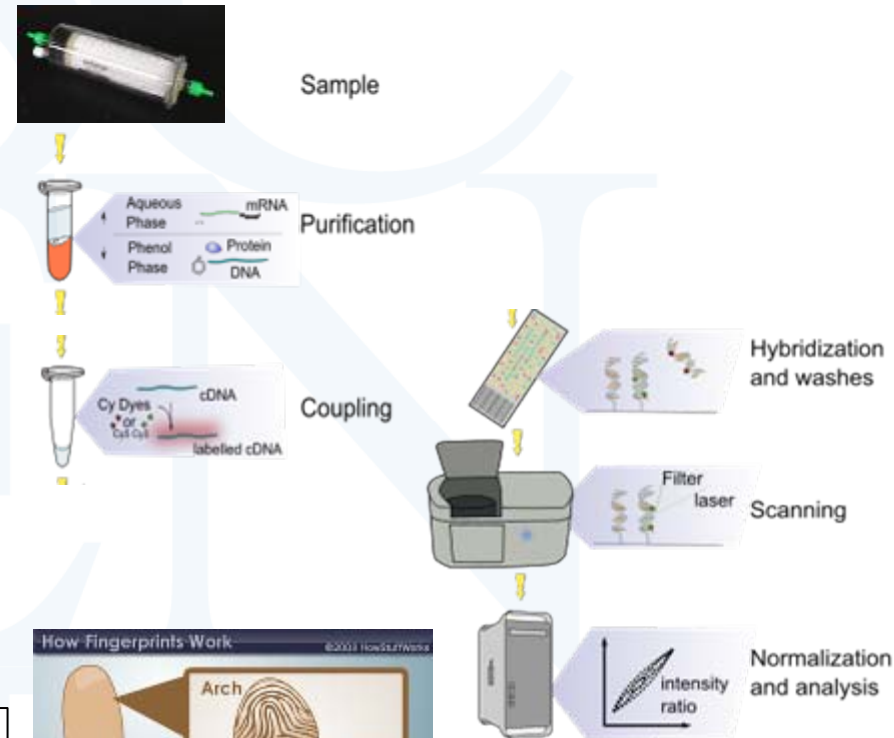 Sample
Aqueous
Phase
mRNA
Phenol
Phase
Protein
DNA
Purification
cDNA
Cy Dyes
or
labelled cDNA
Coupling
Hybridization
and washes
Filter
laser
Scanning
intensity
ratio
Normalization
and analysis
How Fingerprints Work
©2003 HowStuffWorks
Arch